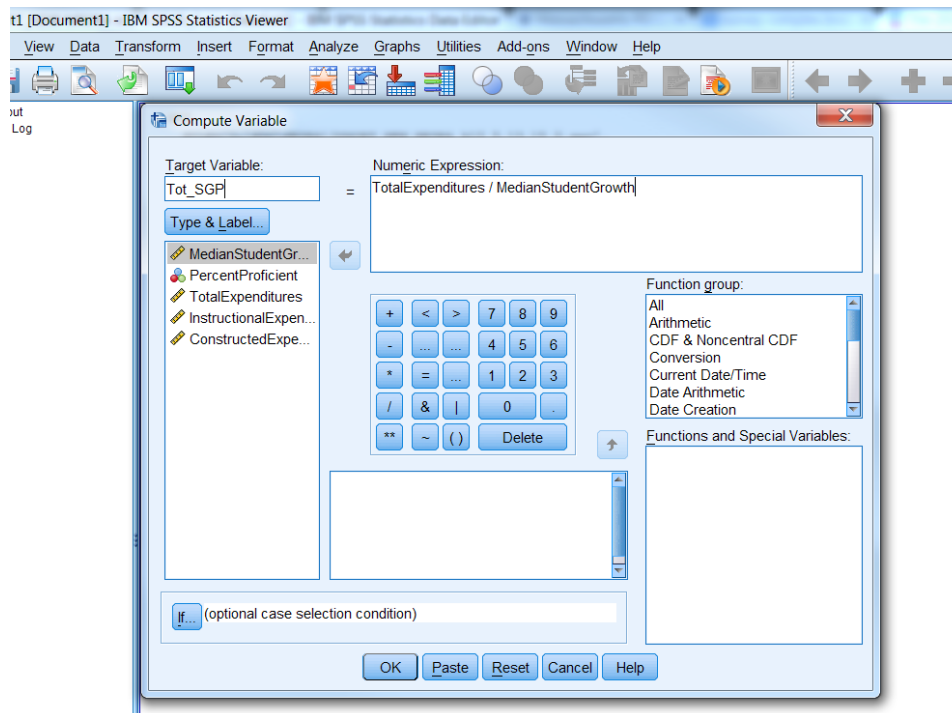 t1 [Document1] - IBM SPSS Statistics Viewer
View Data Transform Insert Format Analyze Graphs Utilities Add-ons Window Help
out
Log
Compute Variable
Target Variable:
Numeric Expression:
Tot_SGP
=
TotalExpenditures / MedianStudentGrowth
Type & Label...
MedianStudentGr...
PercentProficient
TotalExpenditures
InstructionalExpen...
ConstructedExpe...
+ < > 7 8 9
- ... ... 4 5 6
* = ... 1 2 3
/ & | 0 .
** ~ ( ) Delete
Function group:
All
Arithmetic
CDF & Noncentral CDF
Conversion
Current Date/Time
Date Arithmetic
Date Creation
Functions and Special Variables:
If... (optional case selection condition)
OK Paste Reset Cancel Help